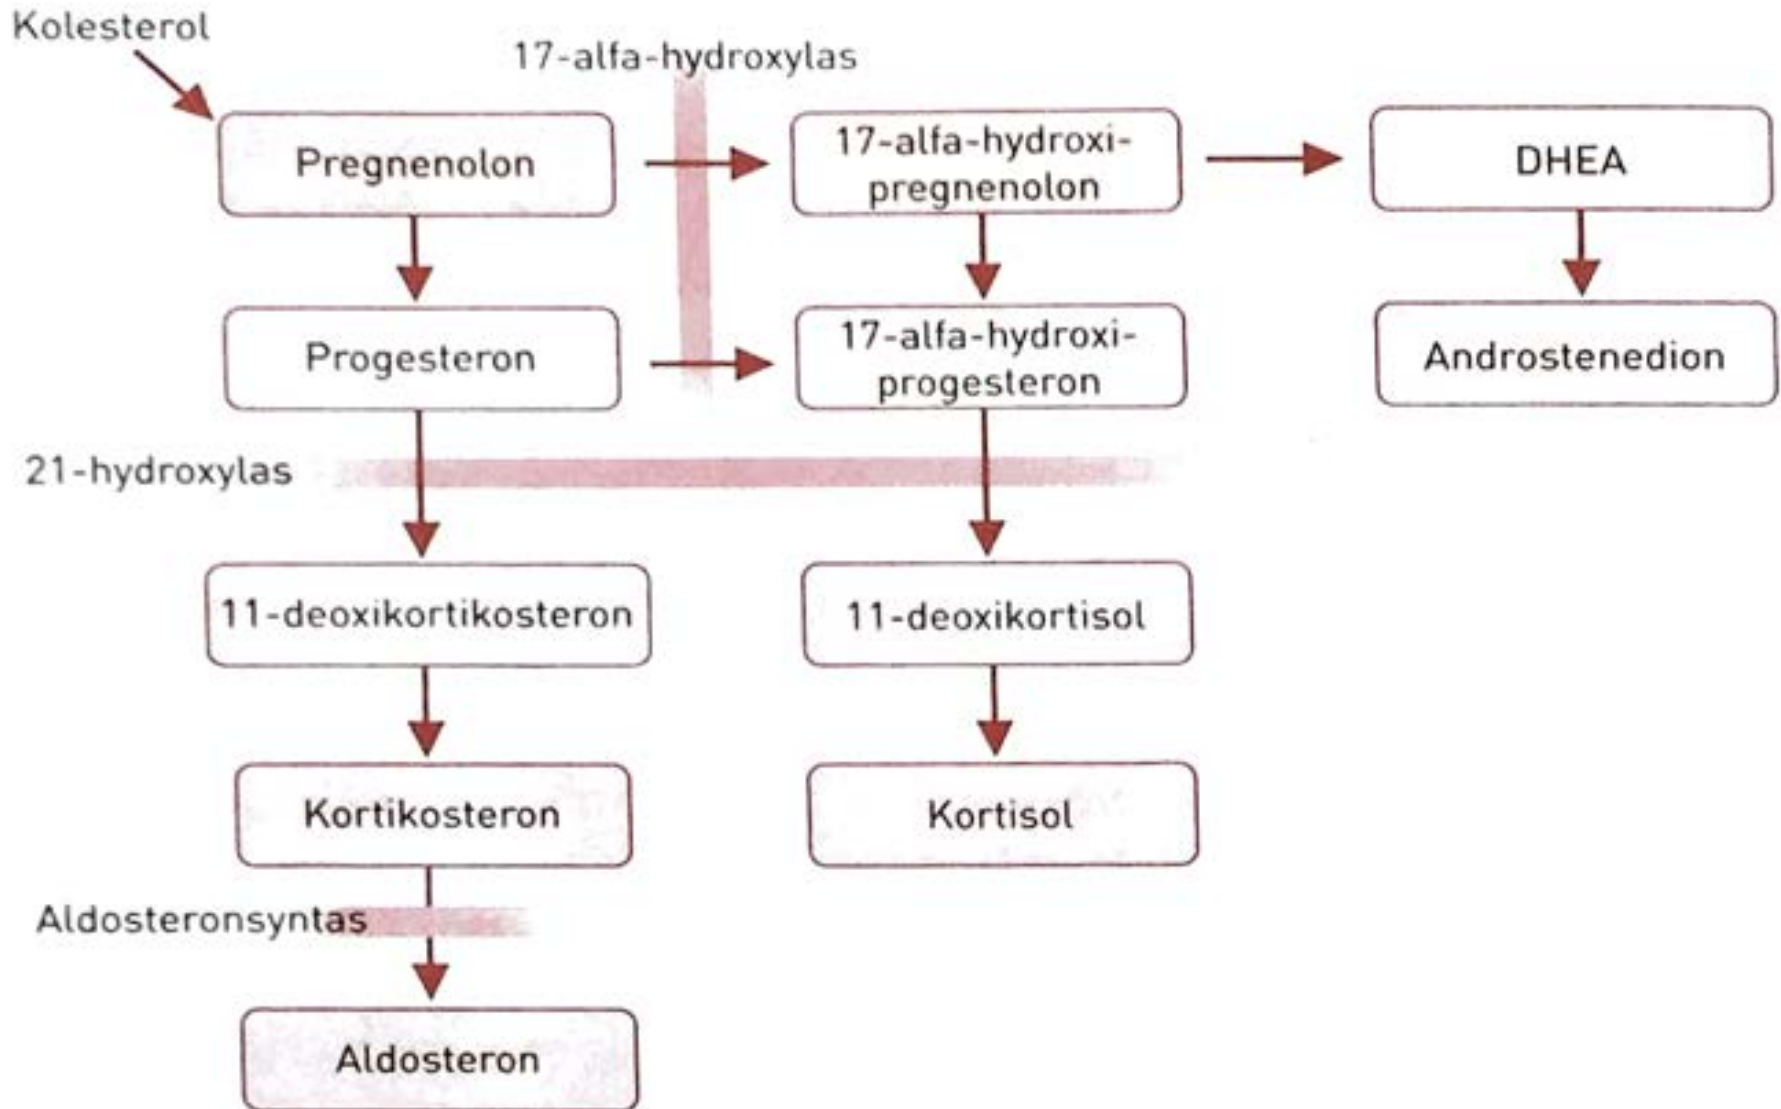 Kolesterol
17-alfa-hydroxylas
Pregnenolon
17-alfa-hydroxi-
pregnenolon
DHEA
Progesteron
17-alfa-hydroxi-
progesteron
Androstenedion
21-hydroxylas
11-deoxikortikosteron
11-deoxikortisol
Kortikosteron
Kortisol
Aldosteronsyntas
Aldosteron